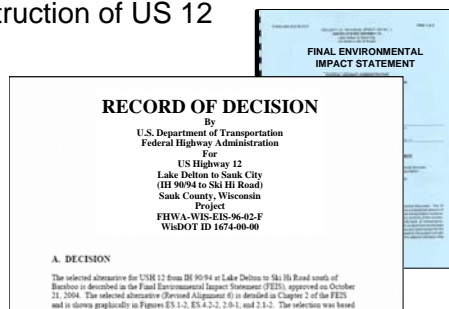 truction of US 12
FINAL ENVIRONMENTAL
IMPACT STATEMENT
RECORD OF DECISION
By
U.S. Department of Transportation
Federal Highway Administration
For
US Highway 12
Lake Delton to Sauk City
(IH 90/94 to Ski Hi Road)
Sauk County, Wisconsin
Project
FHWA-WIS-EIS-96-02-F
WisDOT ID 1674-00-00
A. DECISION
The selected alternative for USH 12 from IH 90/94 at Lake Delton to Ski Hi Road south of
Baraboo is described in the Final Environmental Impact Statement (FEIS), approved on October
21, 2004. The selected alternative (Revised Alignment 6) is detailed in Chapter 2 of the FEIS
and is shown graphically in Figures ES.1-2, ES.4.2-2, 2.0-1, and 2.1-2. The selection was based